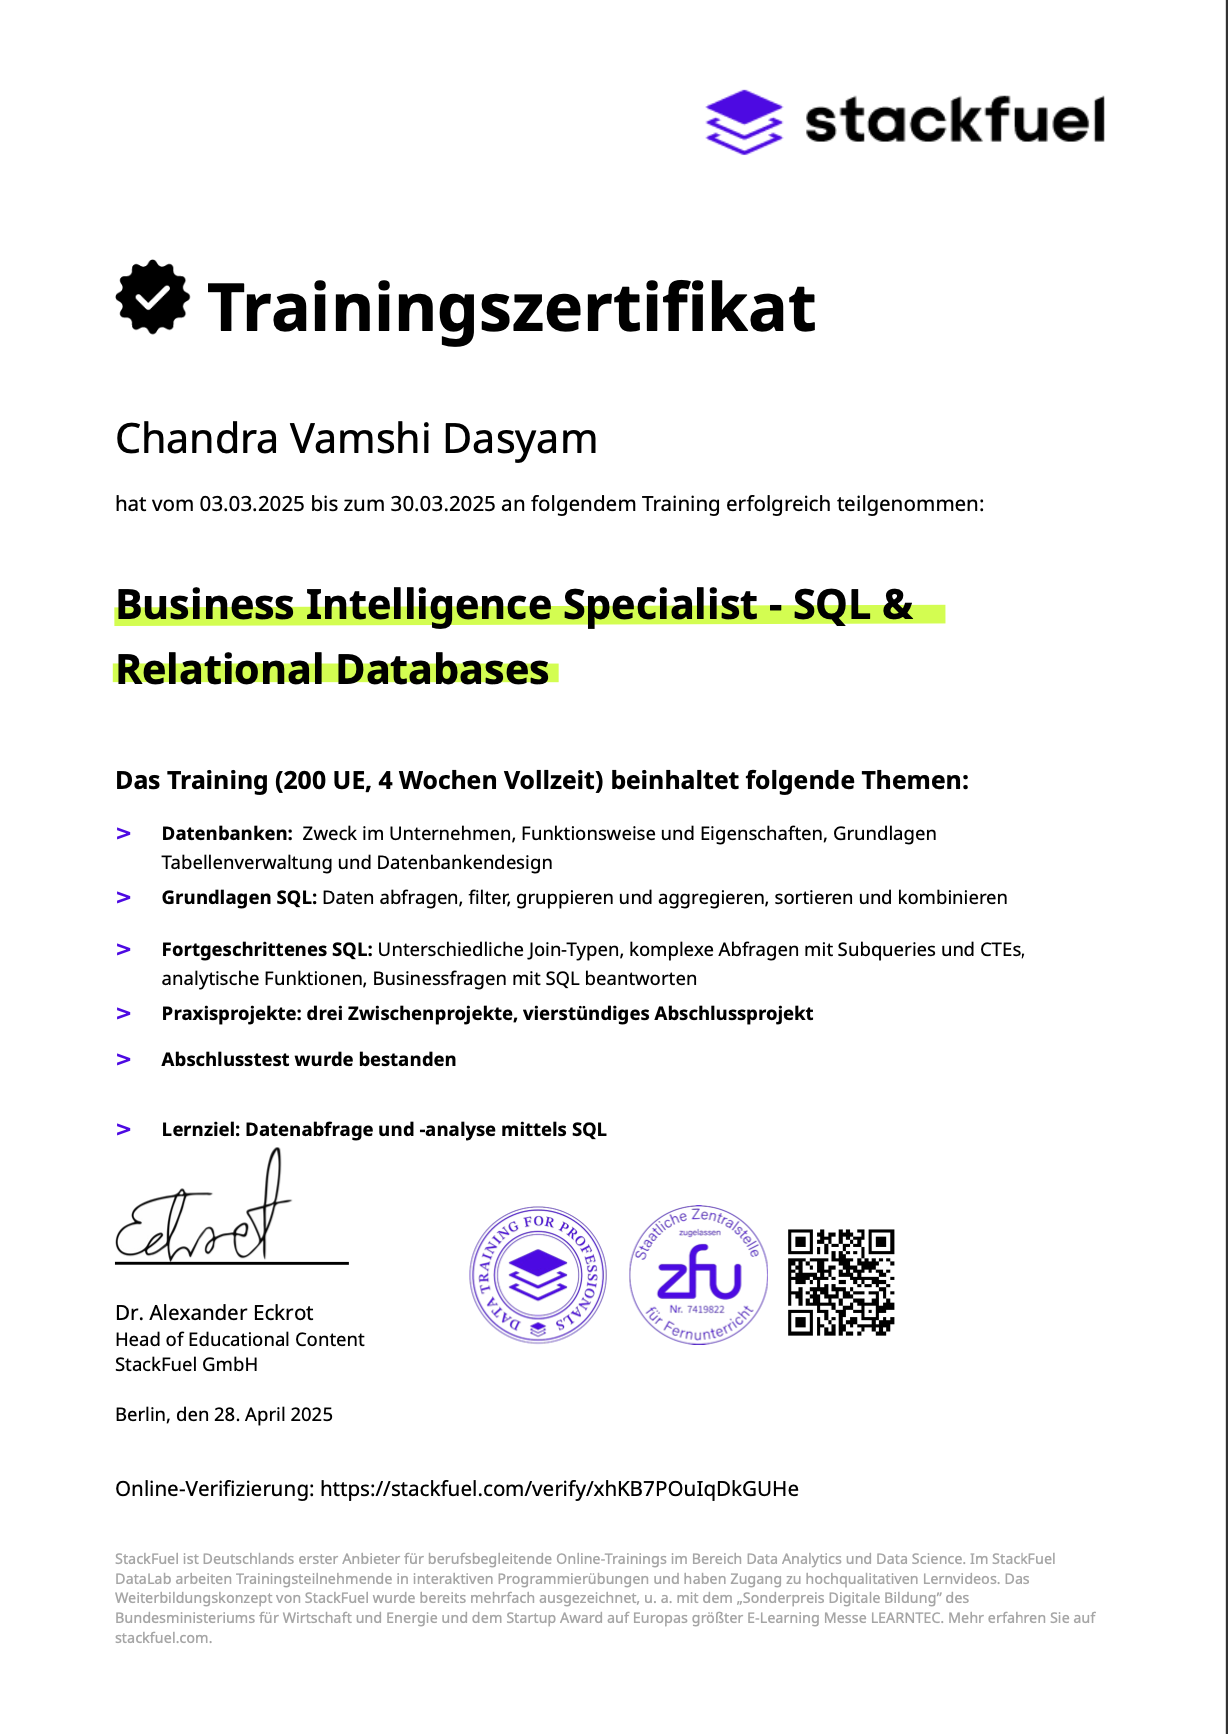 stackfuel
Trainingszertifikat
Chandra Vamshi Dasyam
hat vom 03.03.2025 bis zum 30.03.2025 an folgendem Training erfolgreich teilgenommen:
Business Intelligence Specialist - SQL &
Relational Databases
Das Training (200 UE, 4 Wochen Vollzeit) beinhaltet folgende Themen:
> Datenbanken: Zweck im Unternehmen, Funktionsweise und Eigenschaften, Grundlagen
Tabellenverwaltung und Datenbankendesign
> Grundlagen SQL: Daten abfragen, filter, gruppieren und aggregieren, sortieren und kombinieren
> Fortgeschrittenes SQL: Unterschiedliche Join-Typen, komplexe Abfragen mit Subqueries und CTEs,
analytische Funktionen, Businessfragen mit SQL beantworten
> Praxisprojekte: drei Zwischenprojekte, vierstündiges Abschlussprojekt
> Abschlusstest wurde bestanden
> Lernziel: Datenabfrage und -analyse mittels SQL
DATA TRAINING FOR PROFESSIONALS
Staatliche Zentralstelle
zugelassen
zfu
Nr. 7419822
für Fernunterricht
Dr. Alexander Eckrot
Head of Educational Content
StackFuel GmbH
Berlin, den 28. April 2025
Online-Verifizierung: https://stackfuel.com/verify/xhKB7POuIqDkGUHe
StackFuel ist Deutschlands erster Anbieter für berufsbegleitende Online-Trainings im Bereich Data Analytics und Data Science. Im StackFuel
DataLab arbeiten Trainingsteilnehmende in interaktiven Programmierübungen und haben Zugang zu hochqualitativen Lernvideos. Das
Weiterbildungskonzept von StackFuel wurde bereits mehrfach ausgezeichnet, u. a. mit dem „Sonderpreis Digitale Bildung" des
Bundesministeriums für Wirtschaft und Energie und dem Startup Award auf Europas größter E-Learning Messe LEARNTEC. Mehr erfahren Sie auf
stackfuel.com.